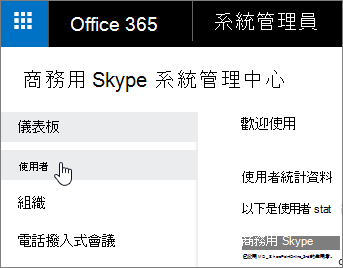 Office 365
系統管理員
商務用 Skype 系統管理中心
儀表板
使用者
組織
電話撥入式會議
歡迎使用
使用者統計資料
以下是使用者 stat
商務用 Skype